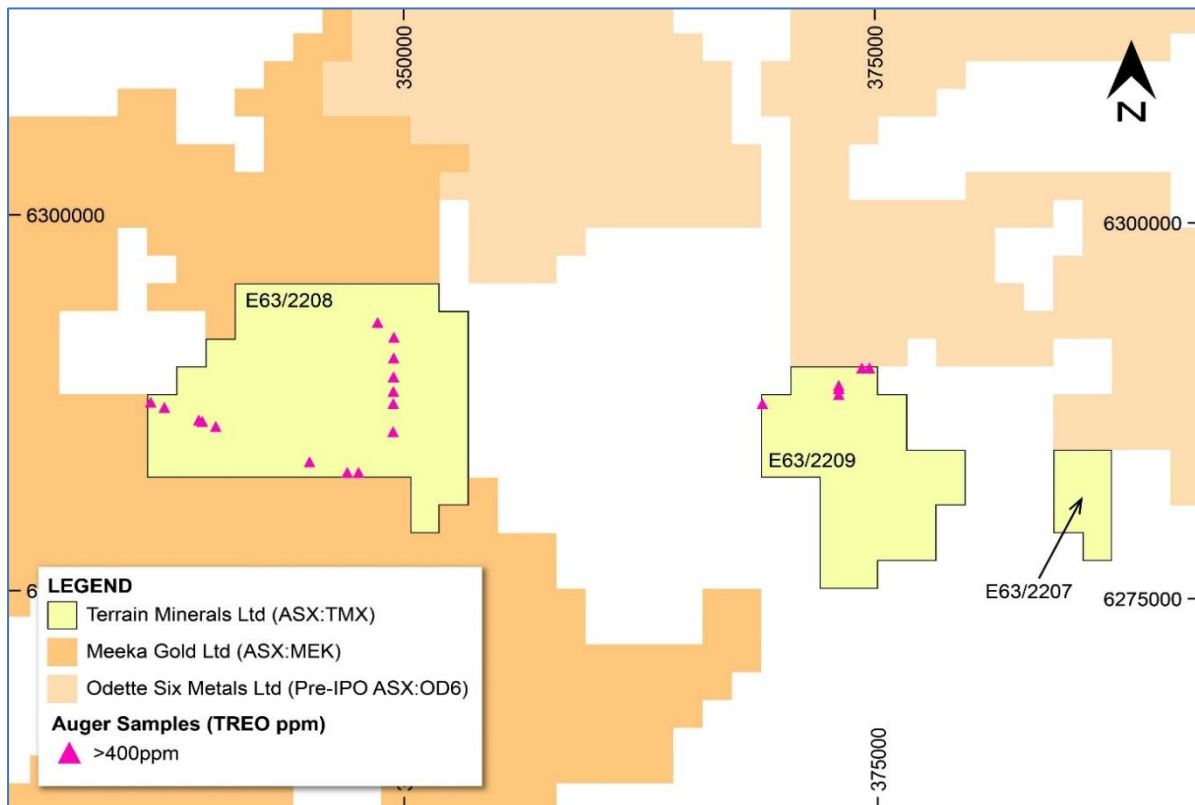 350000
375000
N
6300000
6300000
E63/2208
E63/2209
E63/2207
6275000
LEGEND
Terrain Minerals Ltd (ASX:TMX)
Meeka Gold Ltd (ASX:MEK)
Odette Six Metals Ltd (Pre-IPO ASX:OD6)
Auger Samples (TREO ppm)
>400ppm
375000